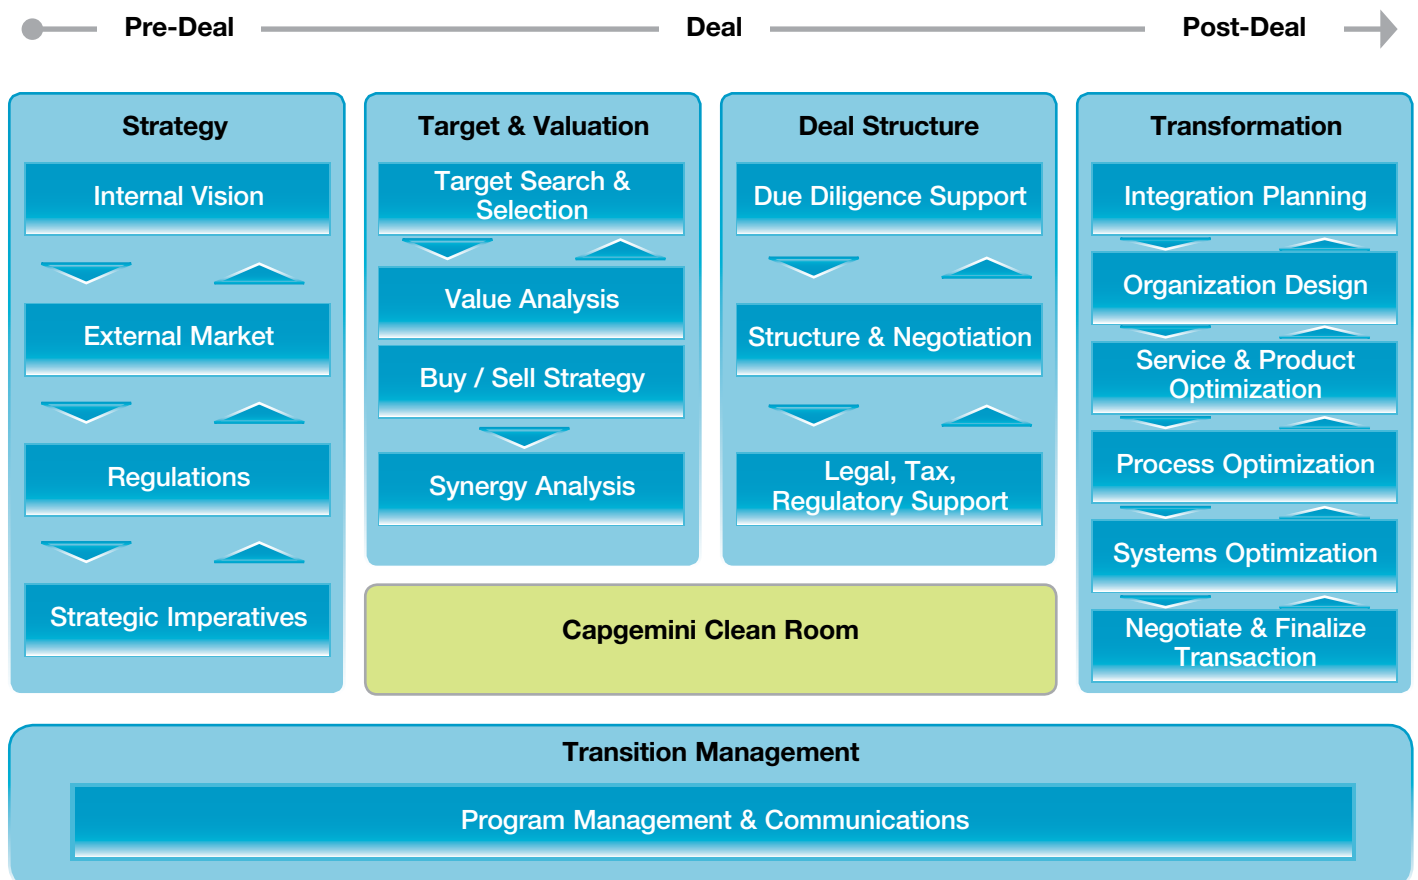 Pre-Deal
Deal
Post-Deal
Strategy
Internal Vision
External Market
Regulations
Strategic Imperatives
Target & Valuation
Target Search &
Selection
Value Analysis
Buy / Sell Strategy
Synergy Analysis
Deal Structure
Due Diligence Support
Structure & Negotiation
Legal, Tax,
Regulatory Support
Capgemini Clean Room
Transformation
Integration Planning
Organization Design
Service & Product
Optimization
Process Optimization
Systems Optimization
Negotiate & Finalize
Transaction
Transition Management
Program Management & Communications